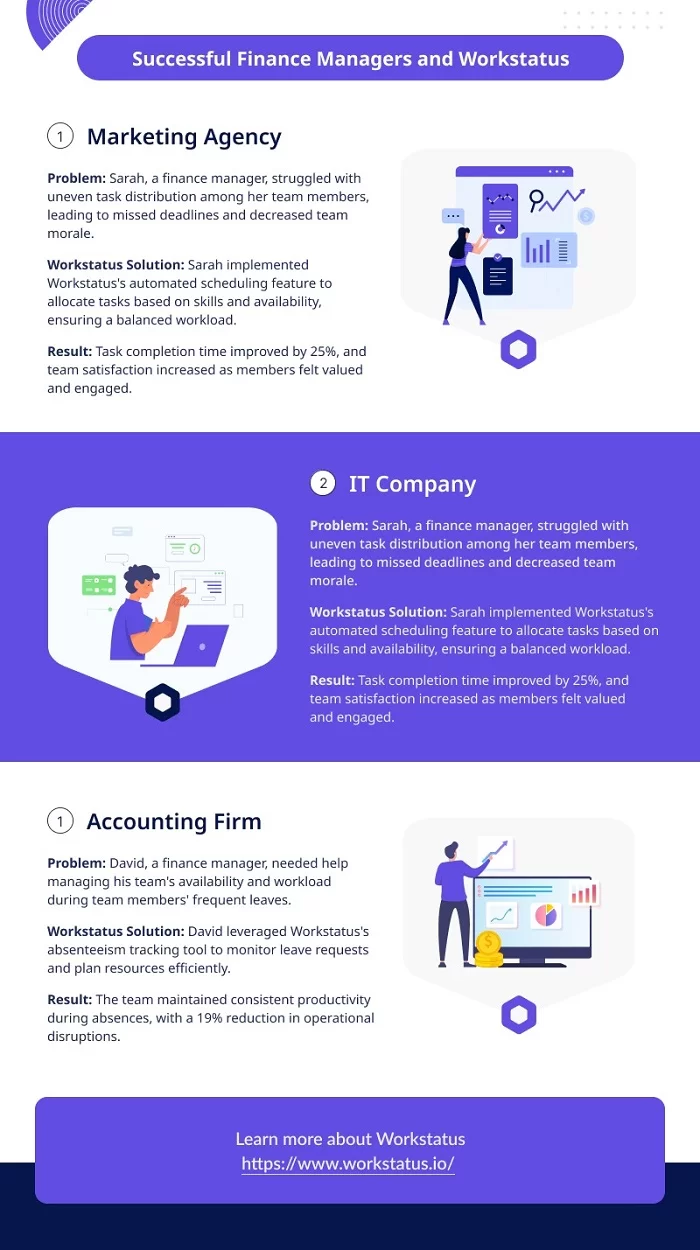 Successful Finance Managers and Workstatus
1 Marketing Agency
Problem: Sarah, a finance manager, struggled with
uneven task distribution among her team members,
leading to missed deadlines and decreased team
morale.
Workstatus Solution: Sarah implemented
Workstatus's automated scheduling feature to
allocate tasks based on skills and availability,
ensuring a balanced workload.
Result: Task completion time improved by 25%, and
team satisfaction increased as members felt valued
and engaged.
2 IT Company
Problem: Sarah, a finance manager, struggled with
uneven task distribution among her team members,
leading to missed deadlines and decreased team
morale.
Workstatus Solution: Sarah implemented Workstatus's
automated scheduling feature to allocate tasks based on
skills and availability, ensuring a balanced workload.
Result: Task completion time improved by 25%, and
team satisfaction increased as members felt valued
and engaged.
1 Accounting Firm
Problem: David, a finance manager, needed help
managing his team's availability and workload
during team members' frequent leaves.
Workstatus Solution: David leveraged Workstatus's
absenteeism tracking tool to monitor leave requests
and plan resources efficiently.
Result: The team maintained consistent productivity
during absences, with a 19% reduction in operational
disruptions.
Learn more about Workstatus
https://www.workstatus.io/